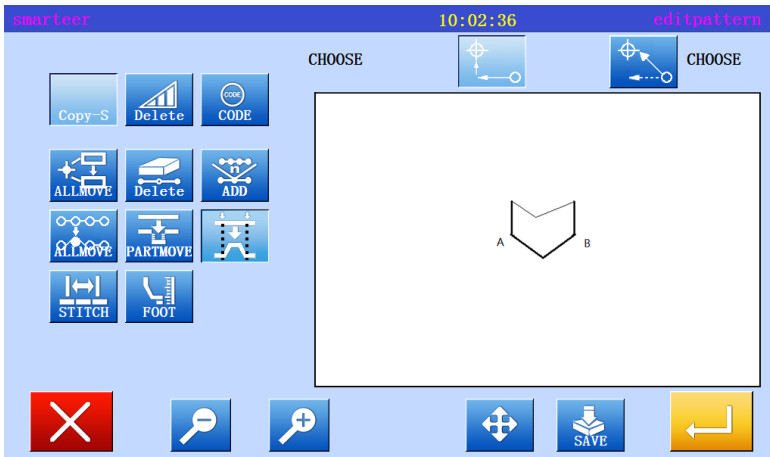 smarteer 10:02:36 editpattern
CHOOSE CHOOSE
Copy-S Delete CODE CODE
ALLMOVE Delete n ADD
ALLMOVE PARTMOVE
STITCH FOOT
A B
SAVE